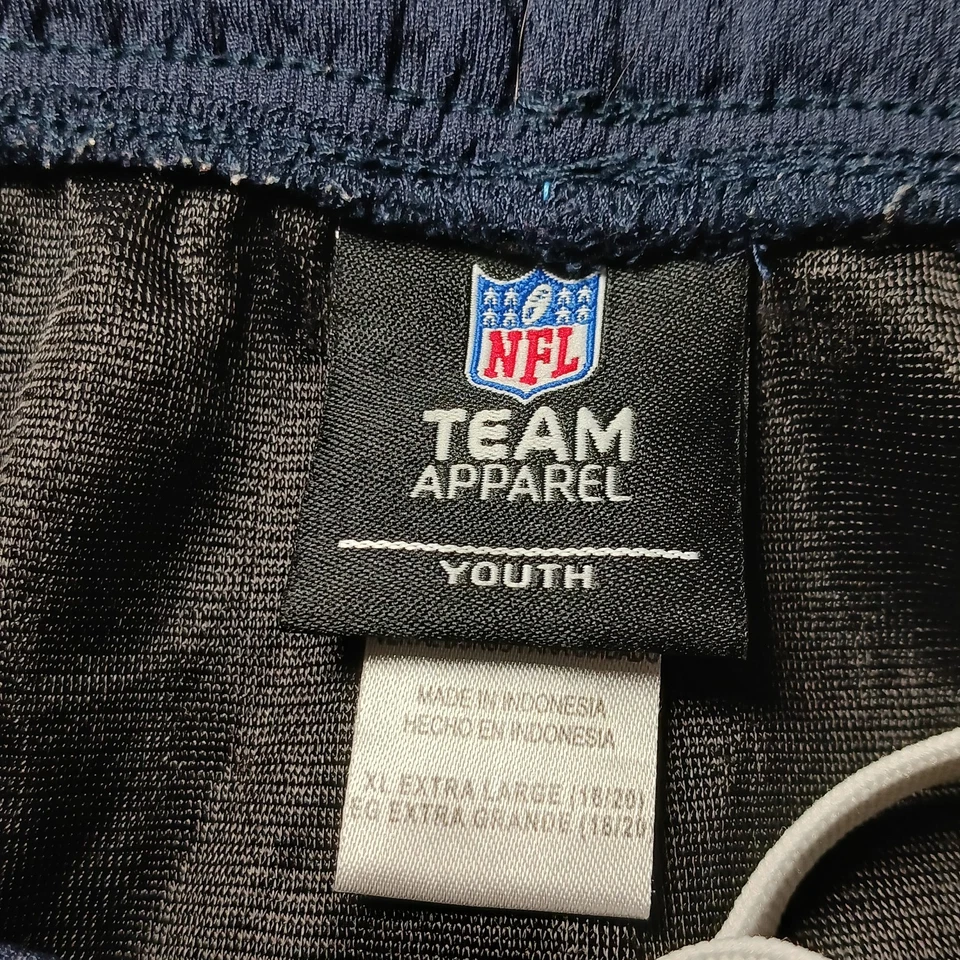 NFL
TEAM
APPAREL
YOUTH
MADE IN INDONESIA
HECHO EN INDONESIA
XL EXTRA LARGE (18/20)
EG EXTRA GRANDE (18/20